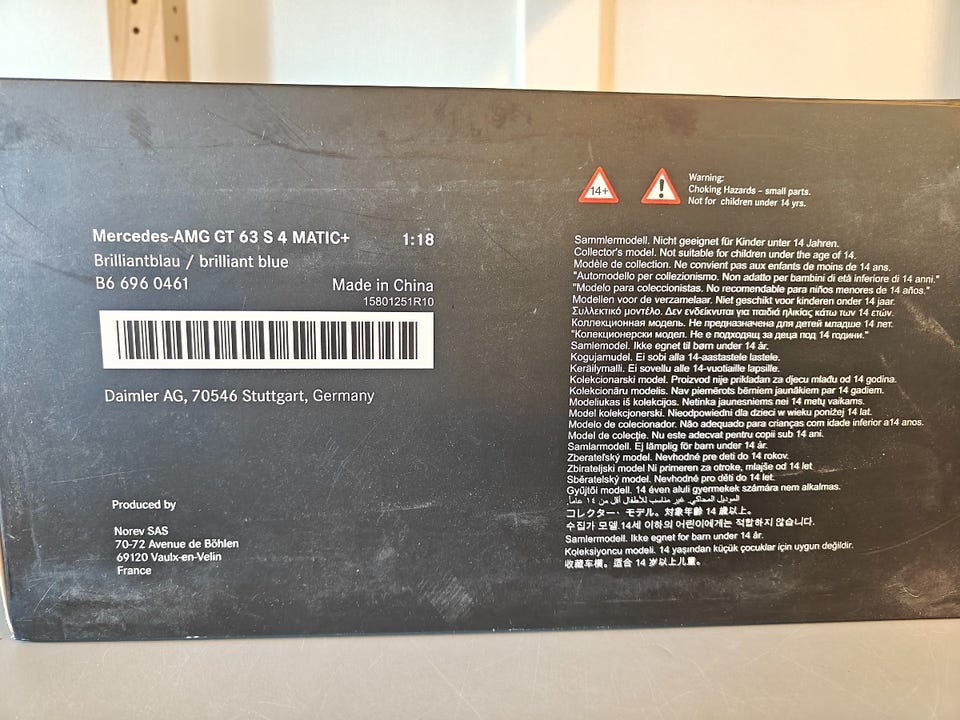 Mercedes-AMG GT 63 S 4 MATIC+ 1:18
Brilliantblau / brilliant blue
B6 696 0461 Made in China
15801251R10
Daimler AG, 70546 Stuttgart, Germany
Produced by
Norev SAS
70-72 Avenue de Böhlen
69120 Vaulx-en-Velin
France
14+
!
Warning:
Choking Hazards - small parts.
Not for children under 14 yrs.
Sammlermodell. Nicht geeignet für Kinder unter 14 Jahren.
Collector's model. Not suitable for children under the age of 14.
Modèle de collection. Ne convient pas aux enfants de moins de 14 ans.
"Automodello per collezionismo. Non adatto per bambini di età inferiore di 14 anni."
"Modelo para coleccionistas. No recomendable para niños menores de 14 años."
Modellen voor de verzamelaar. Niet geschikt voor kinderen onder 14 jaar.
Συλλεκτικό μοντέλο. Δεν ενδείκνυται για παιδιά ηλικίας κάτω των 14 ετών.
Коллекционная модель. Не предназначена для детей младше 14 лет.
"Колекционерски модел. Не е подходящ за деца под 14 години."
Samlemodel. Ikke egnet til børn under 14 år.
Kogujamudel. Ei sobi alla 14-aastastele lastele.
Keräilymalli. Ei sovellu alle 14-vuotiaille lapsille.
Kolekcionarski model. Proizvod nije prikladan za djecu mlađu od 14 godina.
Kolekcionāru modelis. Nav piemērots bērniem jaunākiem par 14 gadiem.
Modeliukas iš kolekcijos. Netinka jaunesniems nei 14 metų vaikams.
Model kolekcjonerski. Nieodpowiedni dla dzieci w wieku poniżej 14 lat.
Modelo de colecionador. Não adequado para crianças com idade inferior a14 anos.
Model de colecţie. Nu este adecvat pentru copii sub 14 ani.
Samlarmodell. Ej lämplig för barn under 14 år.
Zberateľský model. Nevhodné pre deti do 14 rokov.
Zbirateljski model Ni primeren za otroke, mlajše od 14 let
Sběratelský model. Nevhodné pro děti do 14 let.
Gyűjtői modell. 14 éven aluli gyermekek számára nem alkalmas.
الموديل المحاكي. غير مناسب للأطفال أقل من ١٤ عاماً.
コレクター・モデル。対象年齢 14 歳以上。
수집가 모델.14세 이하의 어린이에게는 적합하지 않습니다.
Samlermodell. Ikke egnet for barn under 14 år.
Koleksiyoncu modeli. 14 yaşından küçük çocuklar için uygun değildir.
收藏车模。适合 14 岁以上儿童。